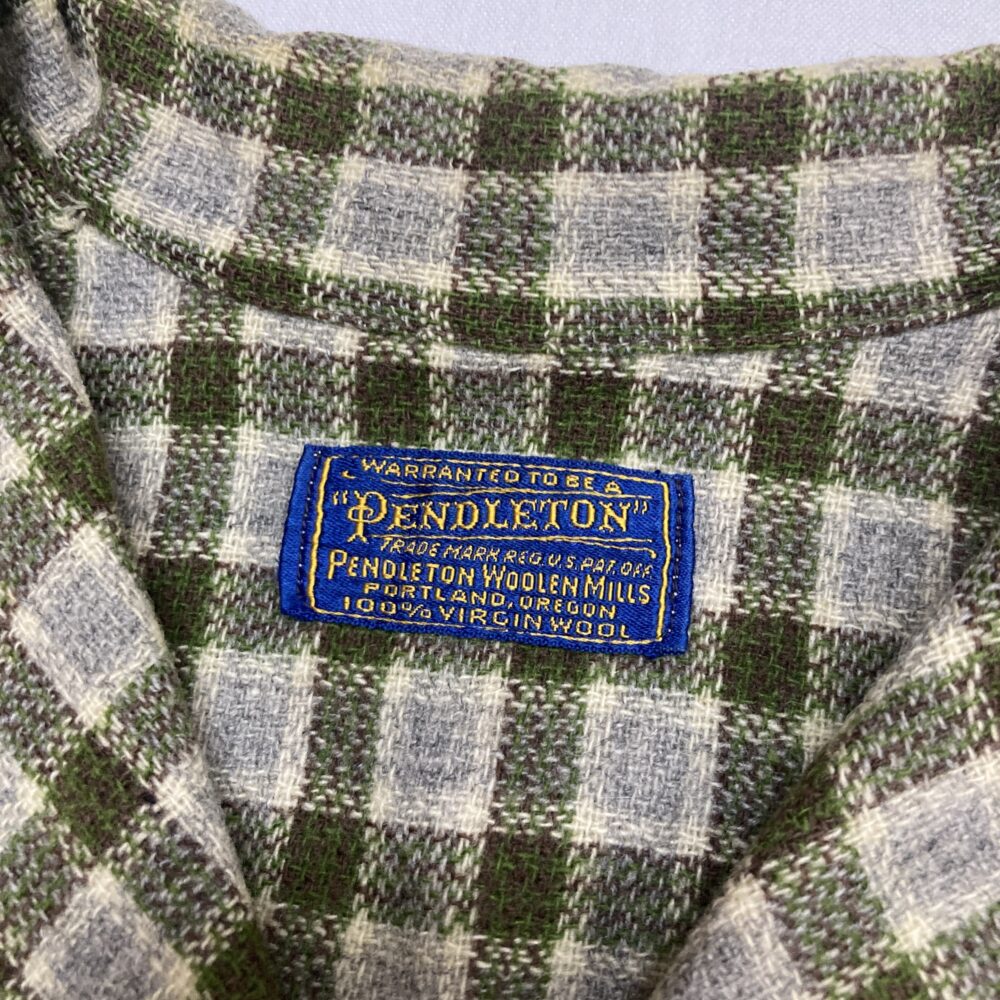 WARRANTED TO BE A
"PENDLETON"
TRADE MARK REG. U.S. PAT. OFF.
PENDLETON WOOLEN MILLS
PORTLAND, OREGON
100% VIRGIN WOOL